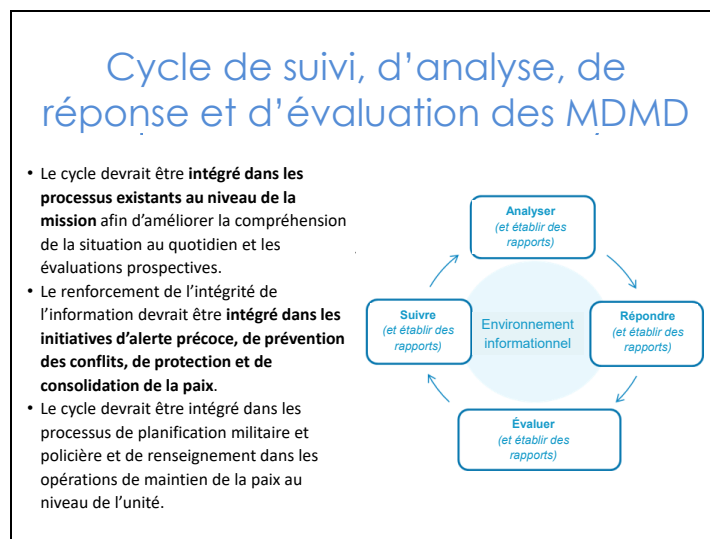 Cycle de suivi, d’analyse, de
réponse et d’évaluation des MDMD
• Le cycle devrait être intégré dans les
processus existants au niveau de la
mission afin d’améliorer la compréhension
de la situation au quotidien et les
évaluations prospectives.
• Le renforcement de l’intégrité de
l’information devrait être intégré dans les
initiatives d’alerte précoce, de prévention
des conflits, de protection et de
consolidation de la paix.
• Le cycle devrait être intégré dans les
processus de planification militaire et
policière et de renseignement dans les
opérations de maintien de la paix au
niveau de l’unité.
Analyser
(et établir des
rapports)
Suivre
(et établir des
rapports)
Environnement
informationnel
Répondre
(et établir des
rapports)
Évaluer
(et établir des
rapports)